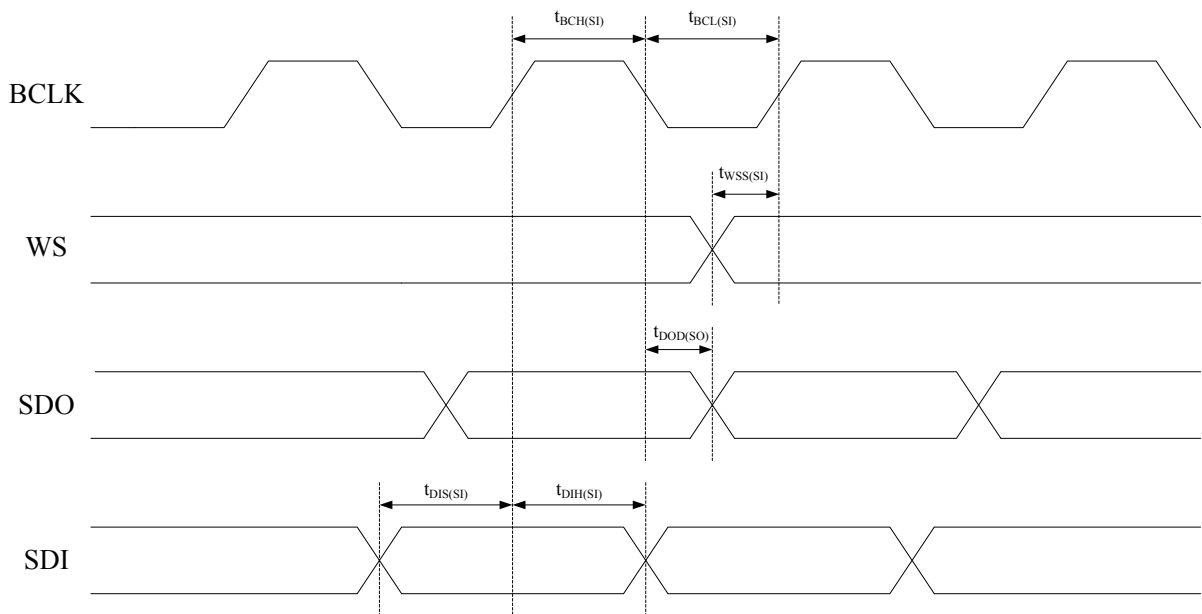 tBCH(SI) tBCL(SI)
BCLK
tWSS(SI)
WS
tDOD(SO)
SDO
tDIS(SI) tDIH(SI)
SDI